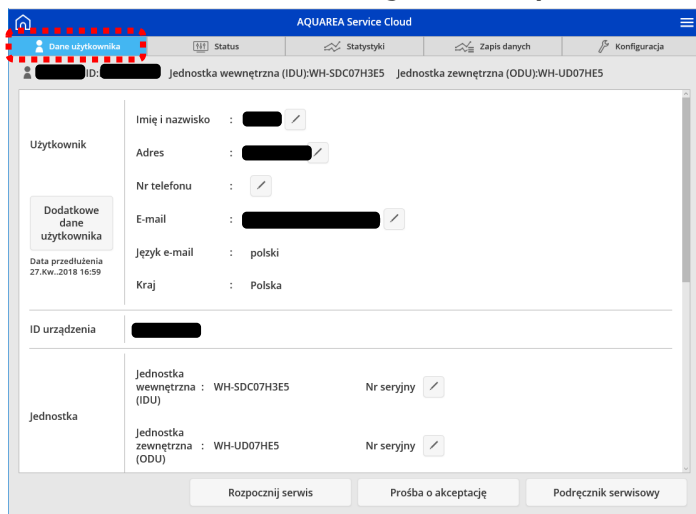 AQUAREA Service Cloud
Dane użytkownika
Status
Statystyki
Zapis danych
Konfiguracja
ID: Jednostka wewnętrzna (IDU):WH-SDC07H3E5 Jednostka zewnętrzna (ODU):WH-UD07HE5
Użytkownik
Imię i nazwisko :
Adres :
Nr telefonu :
E-mail :
Język e-mail : polski
Kraj : Polska
Dodatkowe
dane
użytkownika
Data przedłużenia
27.Kw..2018 16:59
ID urządzenia
Jednostka
Jednostka
wewnętrzna : WH-SDC07H3E5 Nr seryjny
(IDU)
Jednostka
zewnętrzna : WH-UD07HE5 Nr seryjny
(ODU)
Rozpocznij serwis
Prośba o akceptację
Podręcznik serwisowy